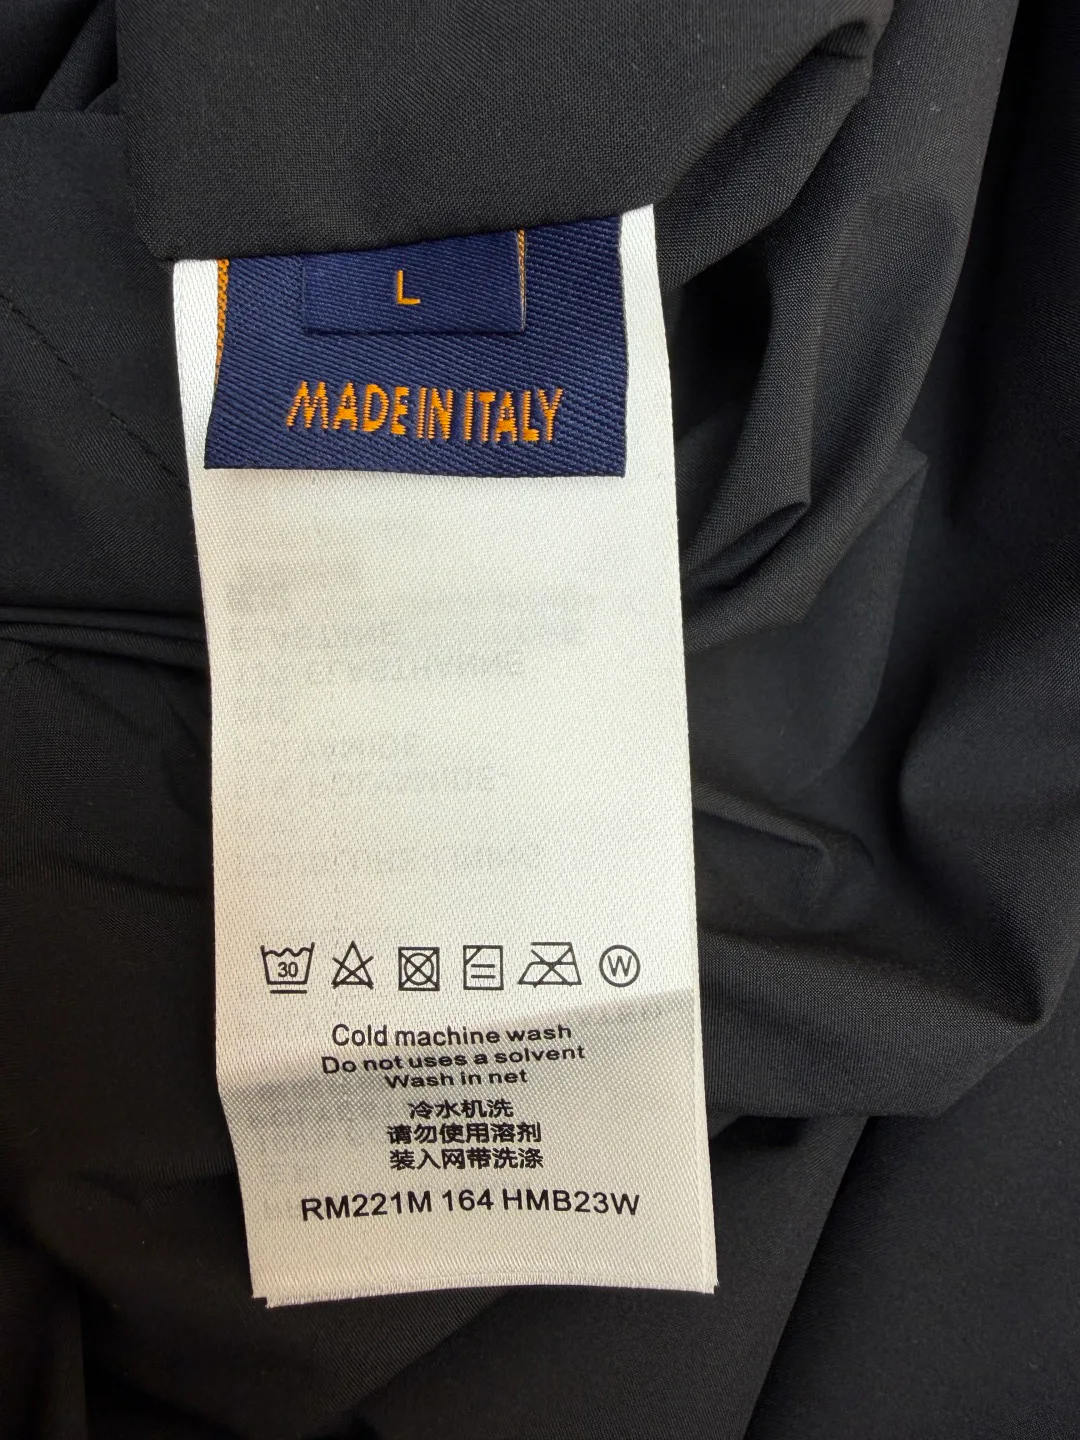 L
MADE IN ITALY
30
W
Cold machine wash
Do not uses a solvent
Wash in net
冷水机洗
请勿使用溶剂
装入网带洗涤
RM221M 164 HMB23W